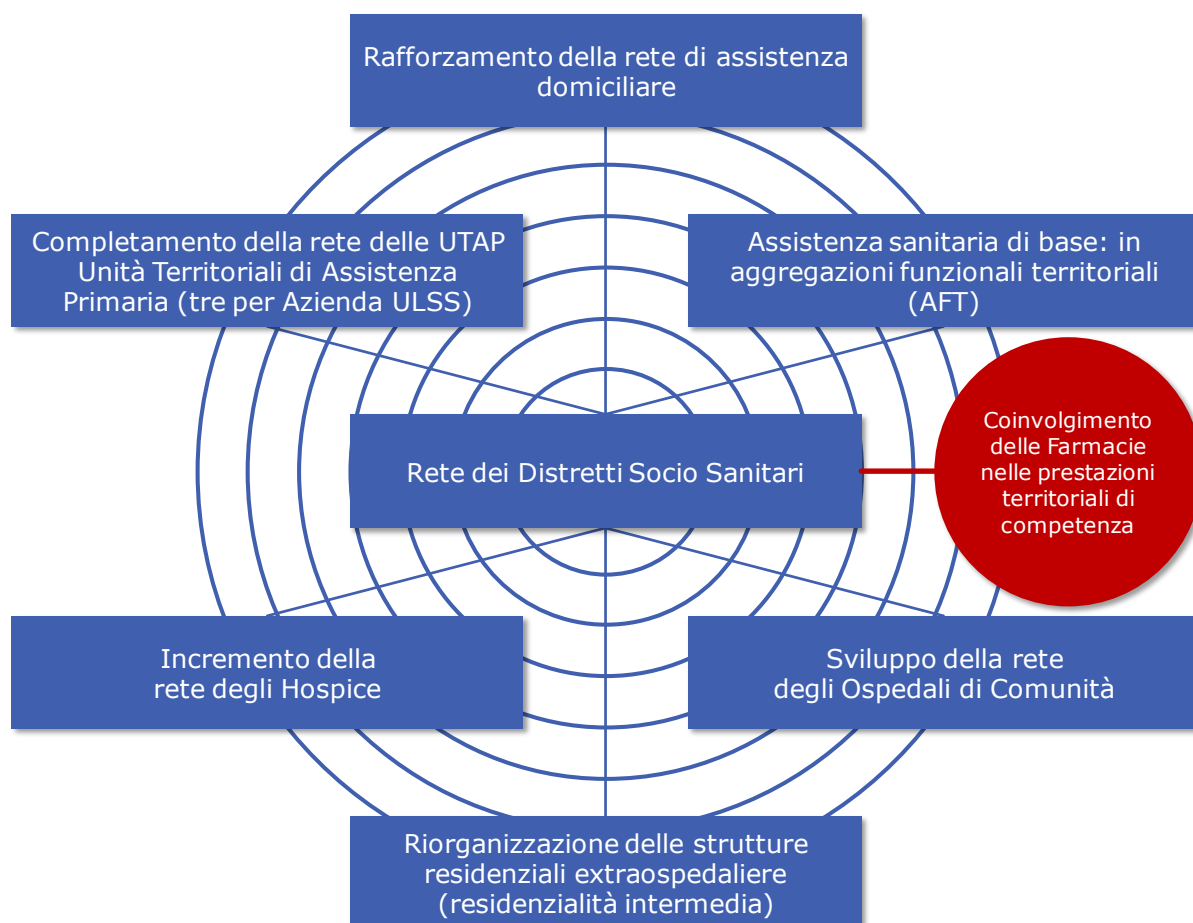 Rafforzamento della rete di assistenza
domiciliare
Completamento della rete delle UTAP
Unità Territoriali di Assistenza
Primaria (tre per Azienda ULSS)
Assistenza sanitaria di base: in
aggregazioni funzionali territoriali
(AFT)
Rete dei Distretti Socio Sanitari
Coinvolgimento
delle Farmacie
nelle prestazioni
territoriali di
competenza
Incremento della
rete degli Hospice
Sviluppo della rete
degli Ospedali di Comunità
Riorganizzazione delle strutture
residenziali extraospedaliere
(residenzialità intermedia)